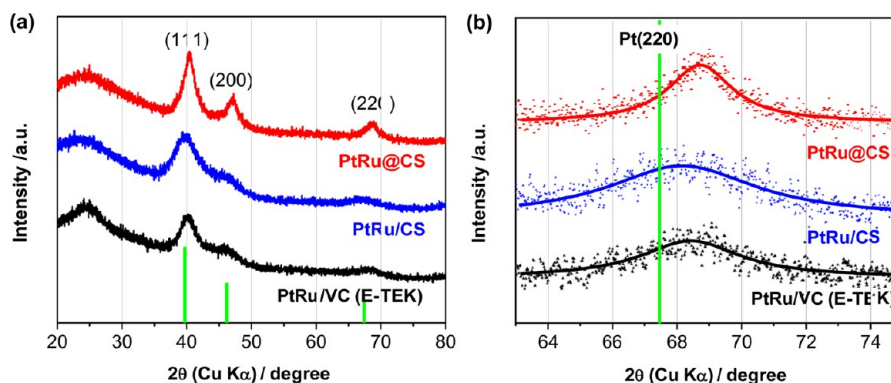 (a)
(111)
(200)
(220)
PtRu@CS
PtRu/CS
PtRu/VC (E-TEK)
Intensity /a.u.
20 30 40 50 60 70 80
2θ (Cu Kα) / degree
(b)
Pt(220)
PtRu@CS
PtRu/CS
PtRu/VC (E-TEK)
Intensity /a.u.
64 66 68 70 72 74
2θ (Cu Kα) / degree